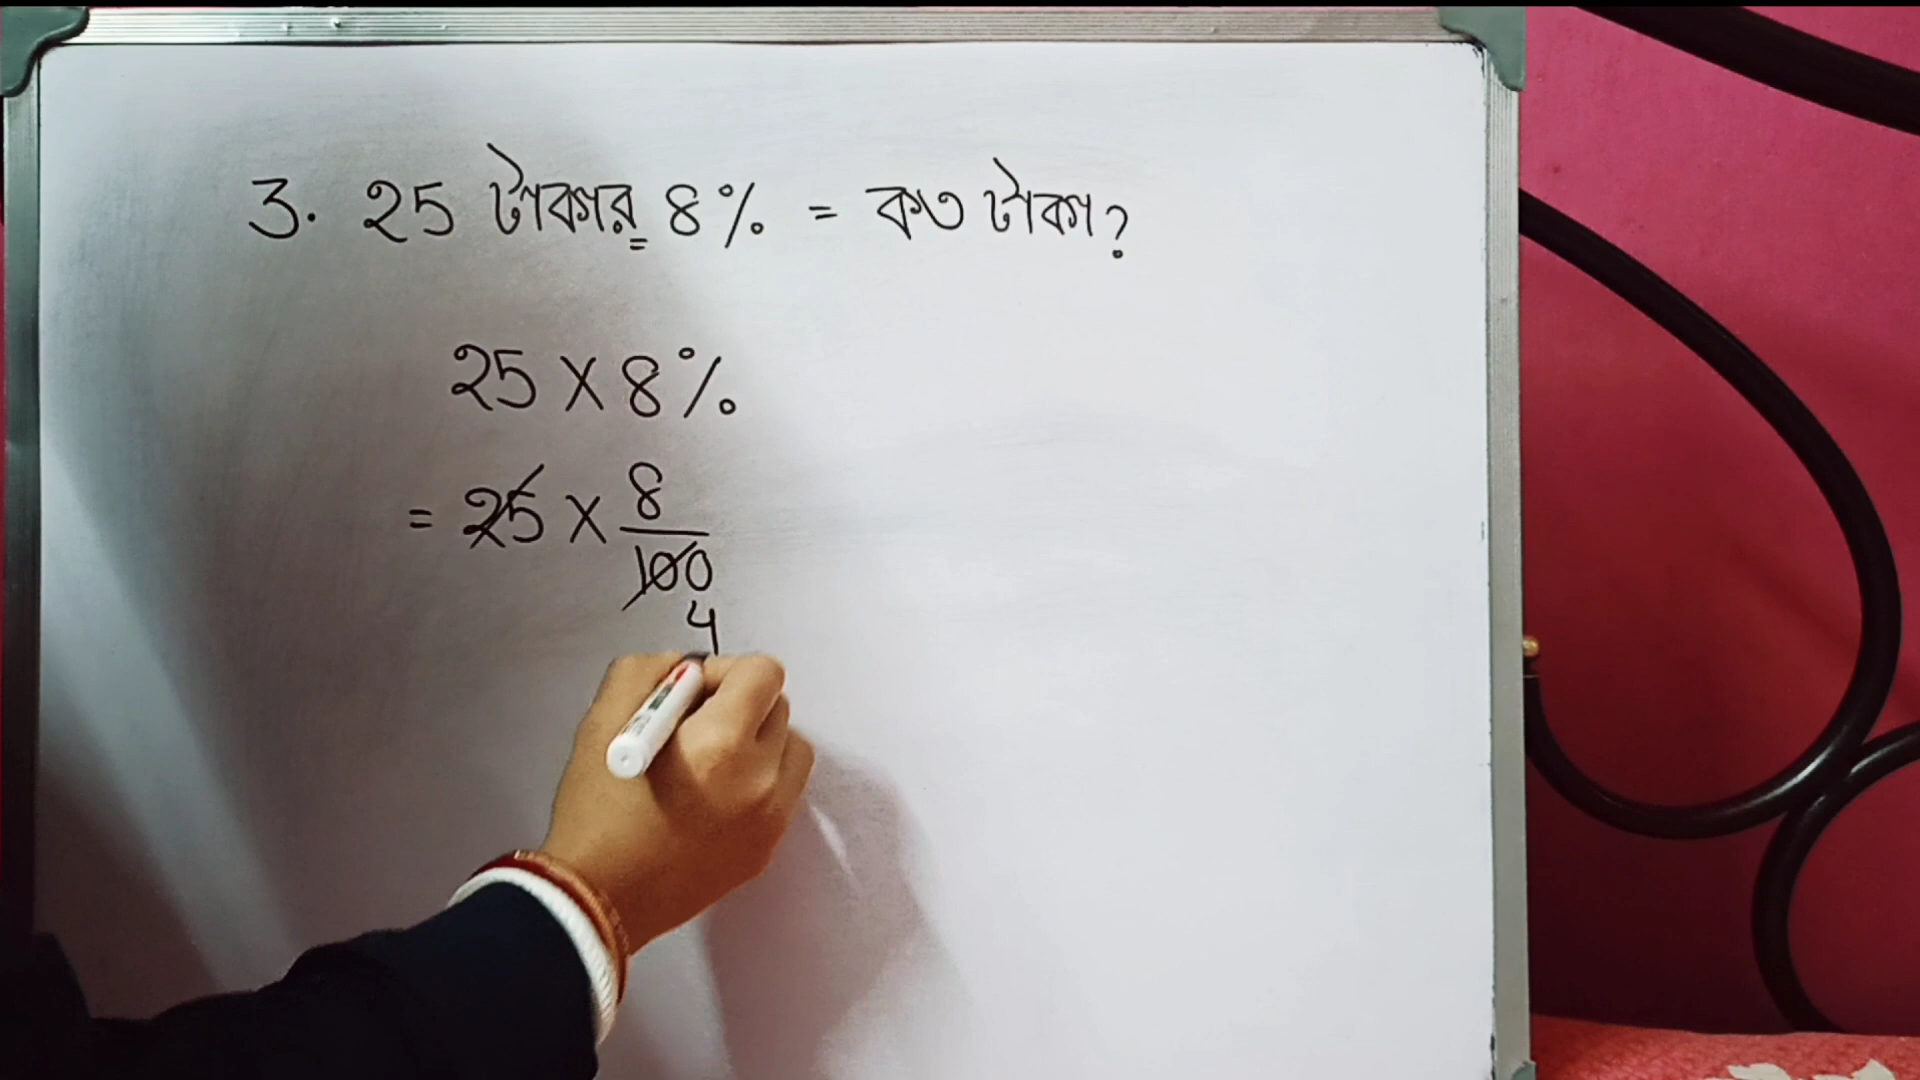 3. 25 টাকার 8% = কত টাকা?
25 X 8%
= 25 X 8/100
4